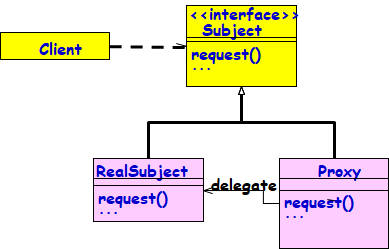 <<interface>>
Subject
Client
request()
...
RealSubject
Proxy
delegate
request()
...
request()
...